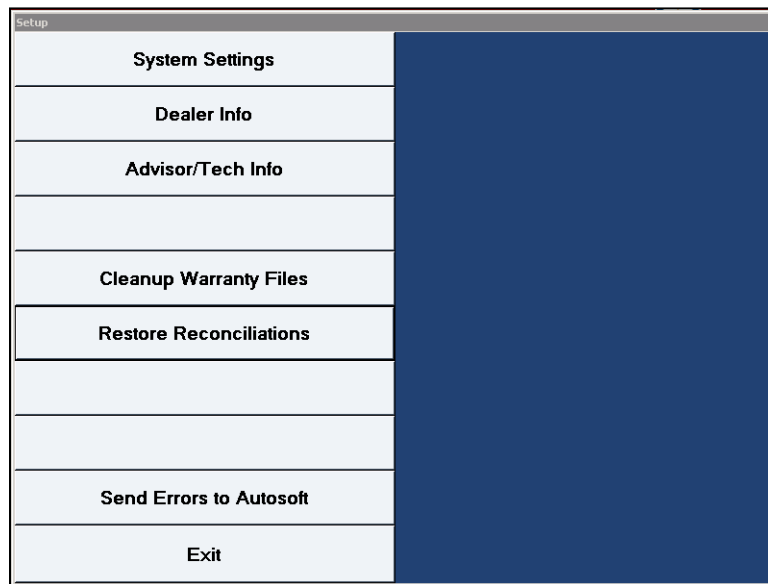 Setup
System Settings
Dealer Info
Advisor/Tech Info
Cleanup Warranty Files
Restore Reconciliations
Send Errors to Autosoft
Exit